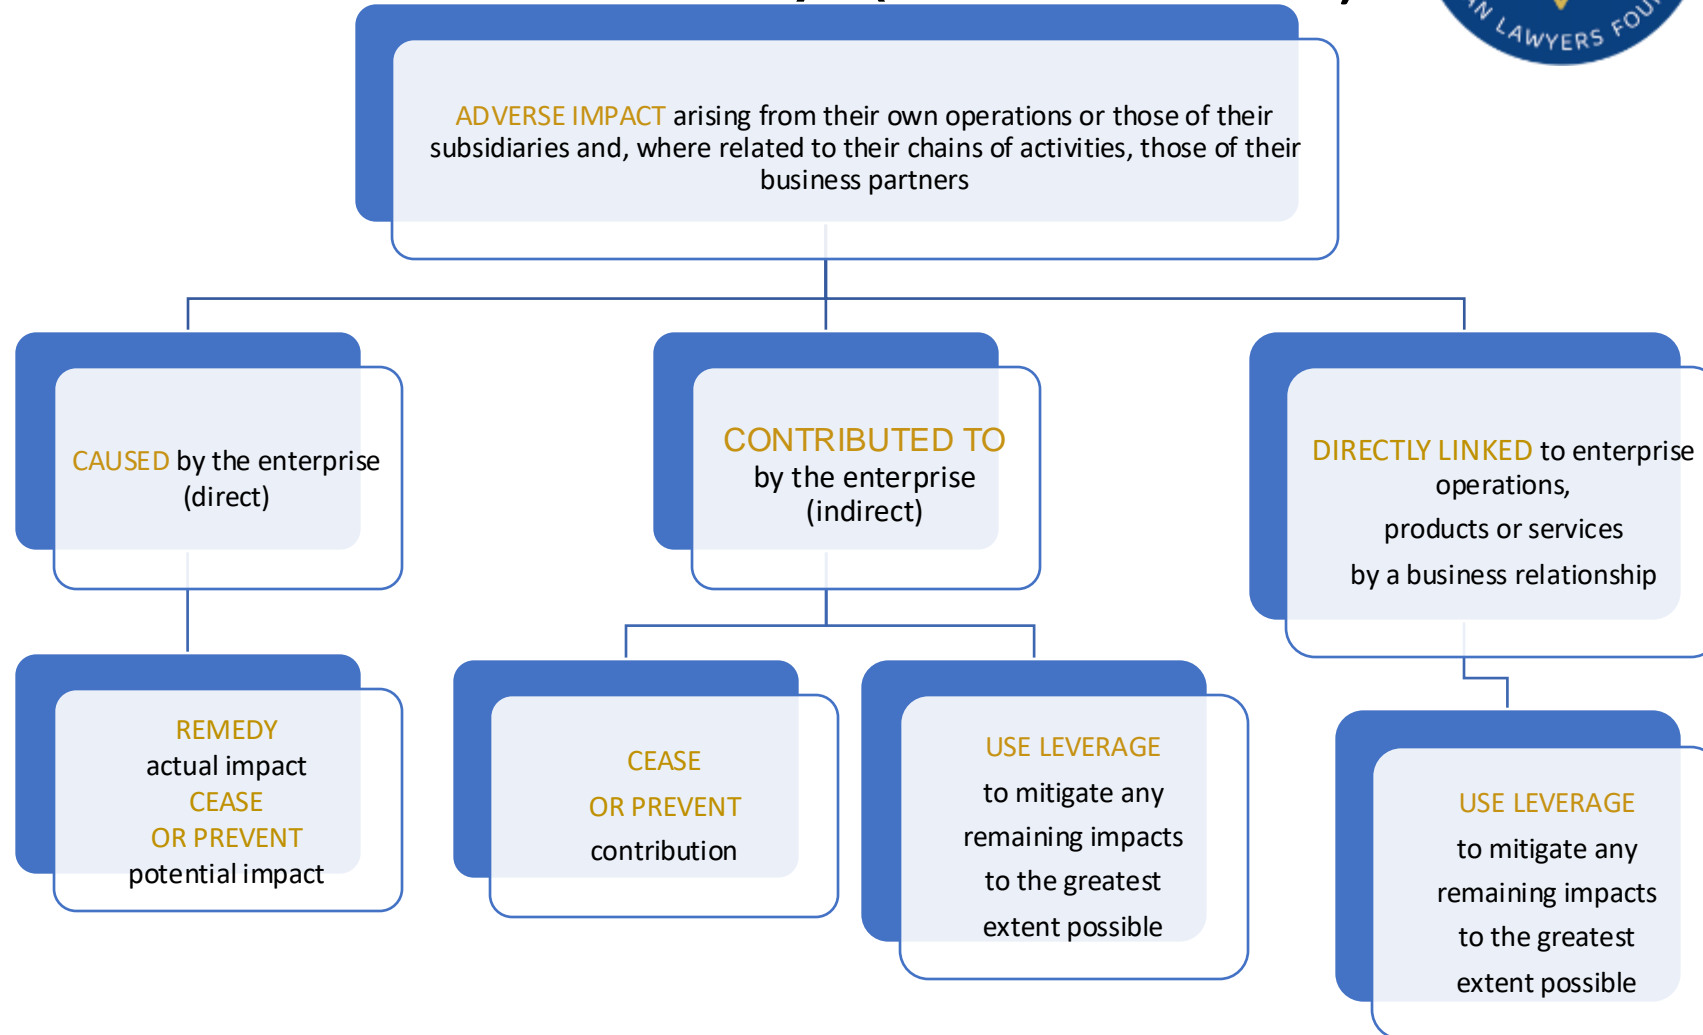 LAWYERS
ADVERSE IMPACT arising from their own operations or those of their
subsidiaries and, where related to their chains of activities, those of their
business partners
CAUSED by the enterprise
(direct)
CONTRIBUTED TO
by the enterprise
(indirect)
DIRECTLY LINKED to enterprise
operations,
products or services
by a business relationship
REMEDY
actual impact
CEASE
OR PREVENT
potential impact
CEASE
OR PREVENT
contribution
USE LEVERAGE
to mitigate any
remaining impacts
to the greatest
extent possible
USE LEVERAGE
to mitigate any
remaining impacts
to the greatest
extent possible